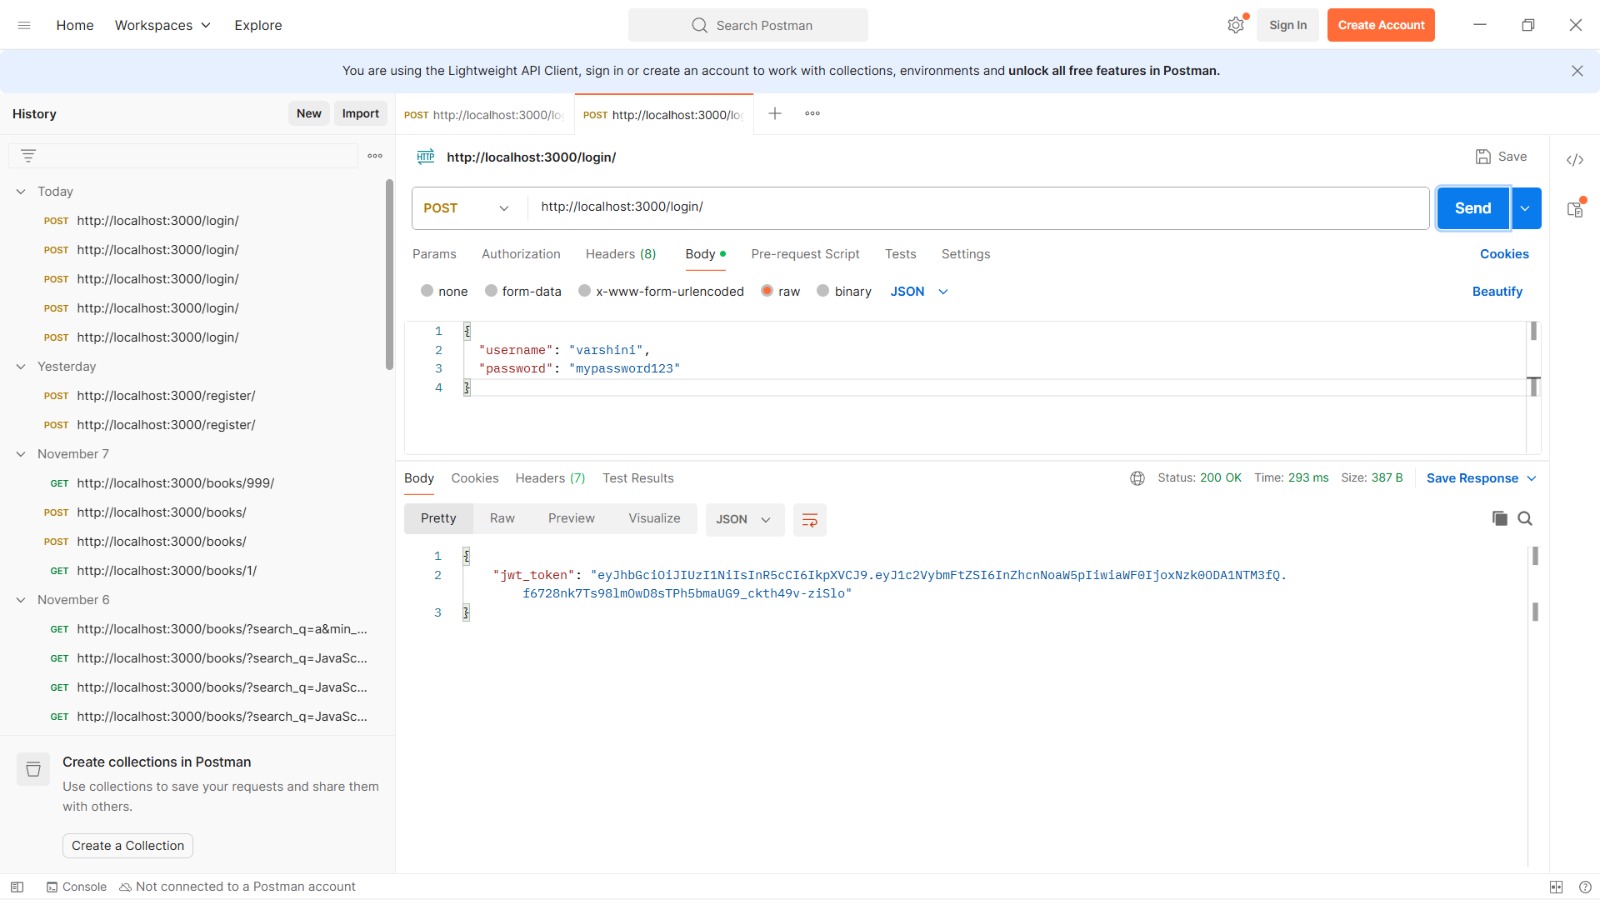 Home
Workspaces
Explore
Search Postman
Sign In
Create Account
You are using the Lightweight API Client, sign in or create an account to work with collections, environments and unlock all free features in Postman.
History
New
Import
POST http://localhost:3000/lo
POST http://localhost:3000/lo
HTTP http://localhost:3000/login/
Save
Today
POST http://localhost:3000/login/
POST http://localhost:3000/login/
POST http://localhost:3000/login/
POST http://localhost:3000/login/
POST http://localhost:3000/login/
Yesterday
POST http://localhost:3000/register/
POST http://localhost:3000/register/
November 7
GET http://localhost:3000/books/999/
POST http://localhost:3000/books/
POST http://localhost:3000/books/
GET http://localhost:3000/books/1/
November 6
GET http://localhost:3000/books/?search_q=a&min_...
GET http://localhost:3000/books/?search_q=JavaSc...
GET http://localhost:3000/books/?search_q=JavaSc...
GET http://localhost:3000/books/?search_q=JavaSc...
Create collections in Postman
Use collections to save your requests and share them
with others.
Create a Collection
POST
http://localhost:3000/login/
Send
Params
Authorization
Headers (8)
Body
Pre-request Script
Tests
Settings
Cookies
none
form-data
x-www-form-urlencoded
raw
binary
JSON
Beautify
1 {
2 "username": "varshini",
3 "password": "mypassword123"
4 }
Body
Cookies
Headers (7)
Test Results
Status: 200 OK
Time: 293 ms
Size: 387 B
Save Response
Pretty
Raw
Preview
Visualize
JSON
1 {
2 "jwt_token": "eyJhbGciOiJIUzI1NiIsInR5cCI6IkpXVCJ9.eyJ1c2VybmFtZSI6InZhcnNoaW5pIiwiaWF0IjoxNzk0ODA1NTM3fQ.
f6728nk7Ts98lmOwD8sTPh5bmaUG9_ckth49v-ziSlo"
3 }
Console
Not connected to a Postman account